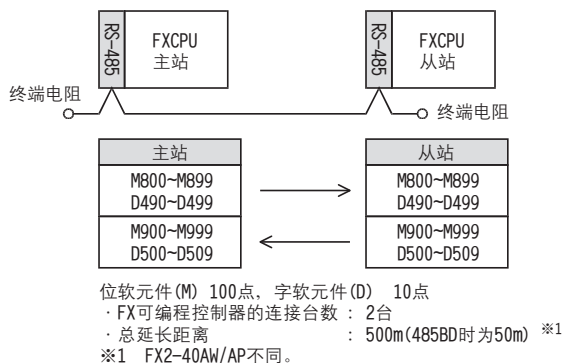 RS-485
FXCPU
主站
RS-485
FXCPU
从站
终端电阻
终端电阻
主站
M800~M899
D490~D499
M900~M999
D500~D509
从站
M800~M899
D490~D499
M900~M999
D500~D509
位软元件(M) 100点，字软元件(D) 10点
·FX可编程控制器的连接台数 : 2台
·总延长距离 : 500m(485BD时为50m) ※1
※1 FX2-40AW/AP不同。